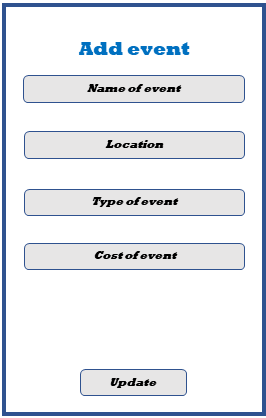 Add event
Name of event
Location
Type of event
Cost of event
Update